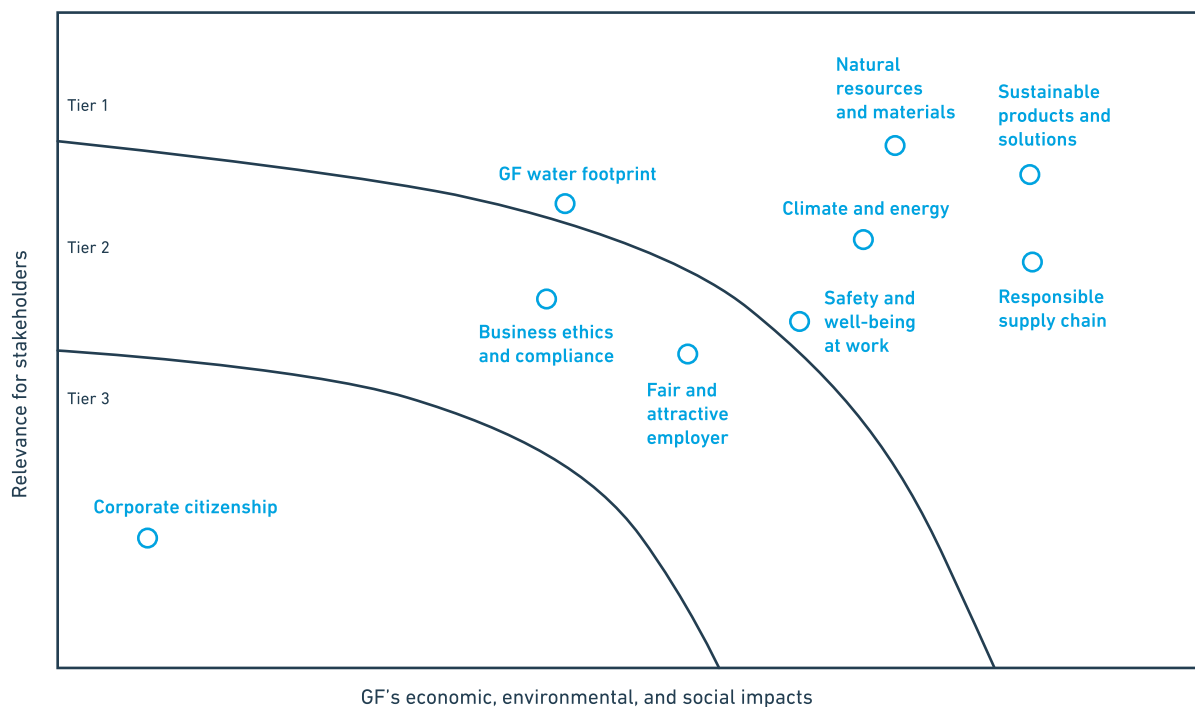 Natural
resources
and materials
Sustainable
products and
solutions
Tier 1
GF water footprint
Climate and energy
Tier 2
Relevance for stakeholders
Business ethics
and compliance
Safety and
well-being
at work
Responsible
supply chain
Fair and
attractive
employer
Tier 3
Corporate citizenship
GF's economic, environmental, and social impacts